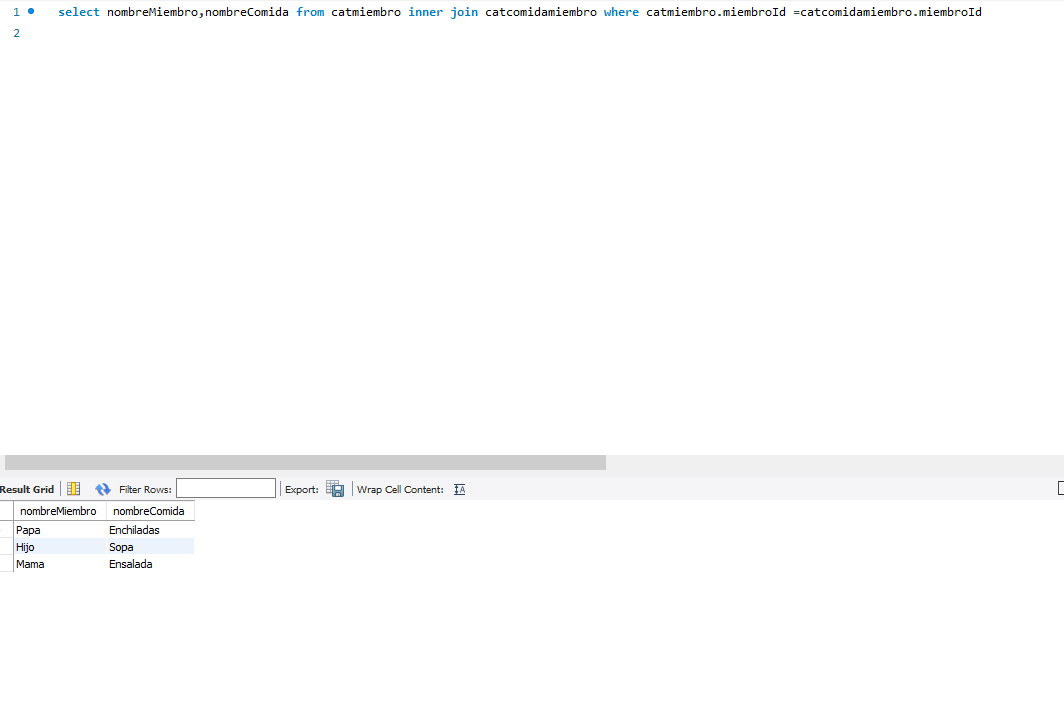 1 select nombreMiembro,nombreComida from catmiembro inner join catcomidamiembro where catmiembro.miembroId =catcomidamiembro.miembroId
2
Result Grid Filter Rows: Export: Wrap Cell Content: IA
nombreMiembro nombreComida
Papa Enchiladas
Hijo Sopa
Mama Ensalada